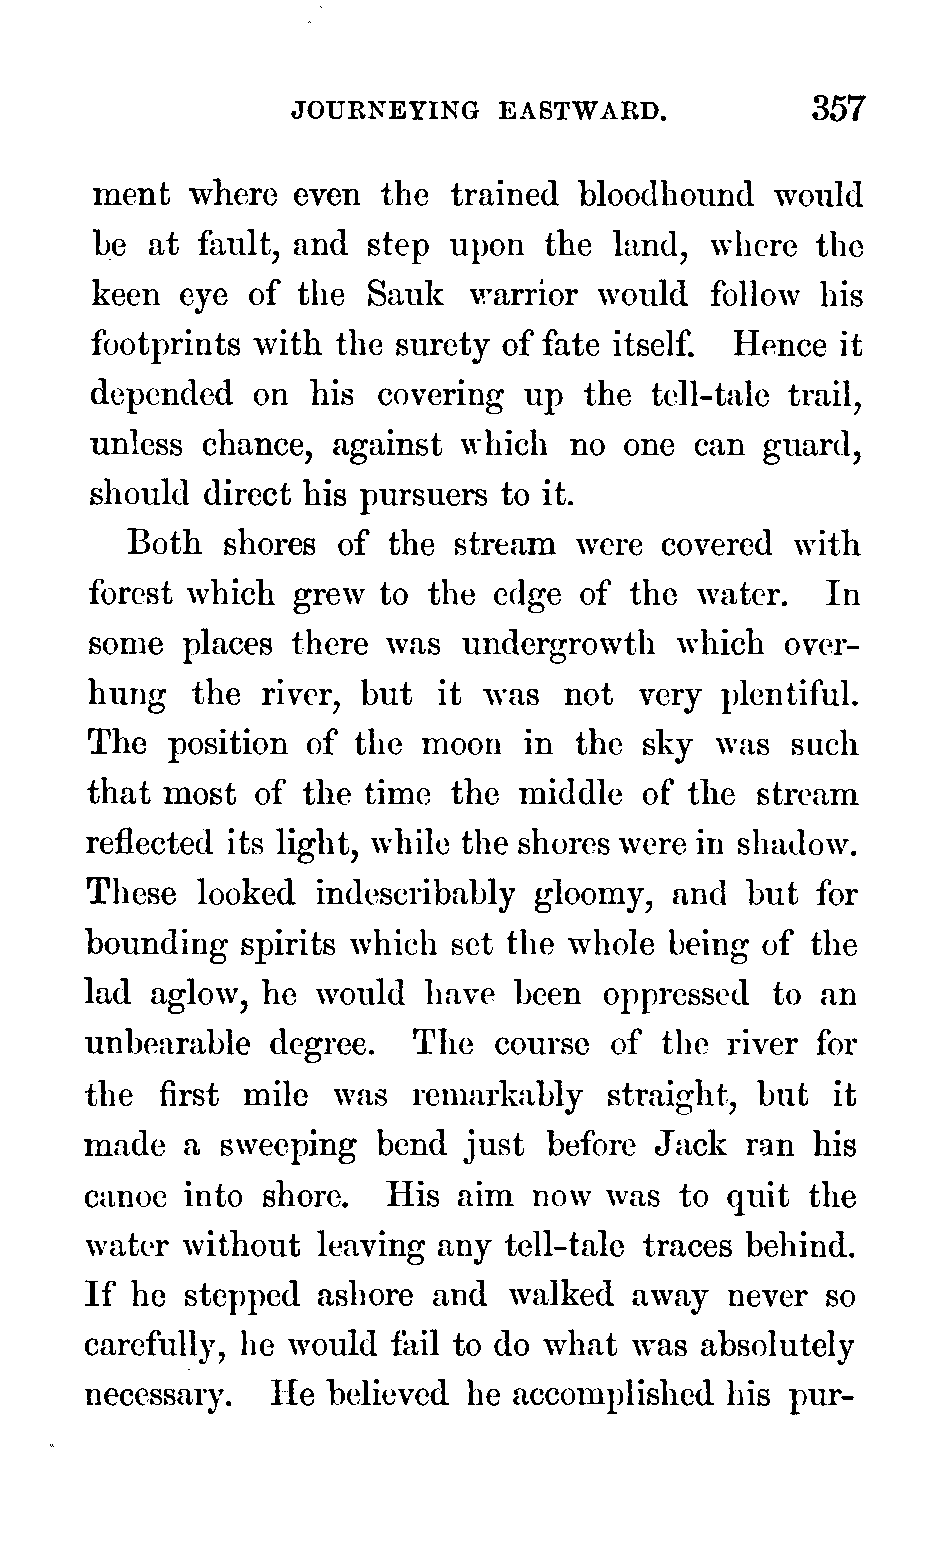 JOURNEYING EASTWARD. 357
ment where even the trained bloodhound would
be at fault, and step upon the land, where the
keen eye of the Sauk warrior would follow his
footprints with the surety of fate itself. Hence it
depended on his covering up the tell-tale trail,
unless chance, against which no one can guard,
should direct his pursuers to it.
Both shores of the stream were covered with
forest which grew to the edge of the water. In
some places there was undergrowth which over-
hung the river, but it was not very plentiful.
The position of the moon in the sky was such
that most of the time the middle of the stream
reflected its light, while the shores were in shadow.
These looked indescribably gloomy, and but for
bounding spirits which set the whole being of the
lad aglow, he would have been oppressed to an
unbearable degree. The course of the river for
the first mile was remarkably straight, but it
made a sweeping bend just before Jack ran his
canoe into shore. His aim now was to quit the
water without leaving any tell-tale traces behind.
If he stepped ashore and walked away never so
carefully, he would fail to do what was absolutely
necessary. He believed he accomplished his pur-